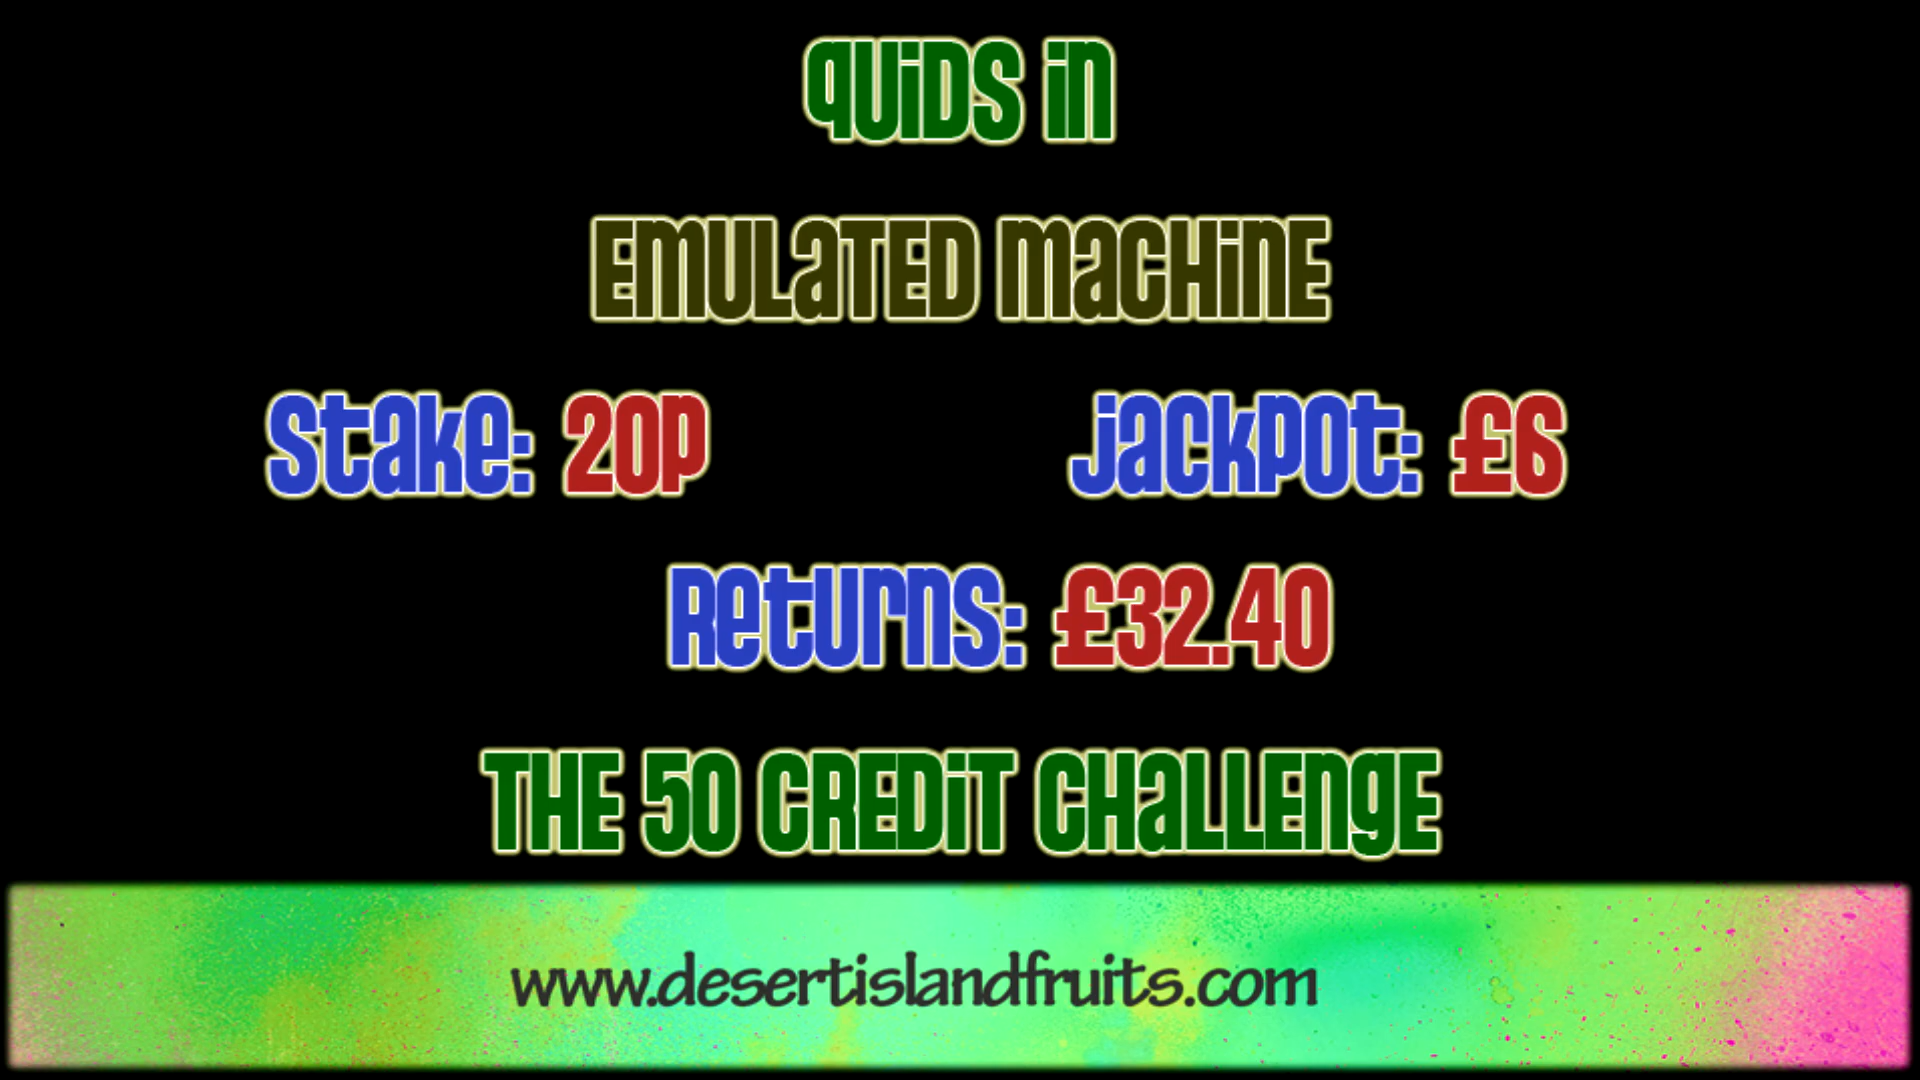 QUiDS in
EMULaTED maCHinE
Stake: 20p Jackpot: £6
Returns: £32.40
THE 50 CREDiT CHaLLEngE
www.desertislandfruits.com